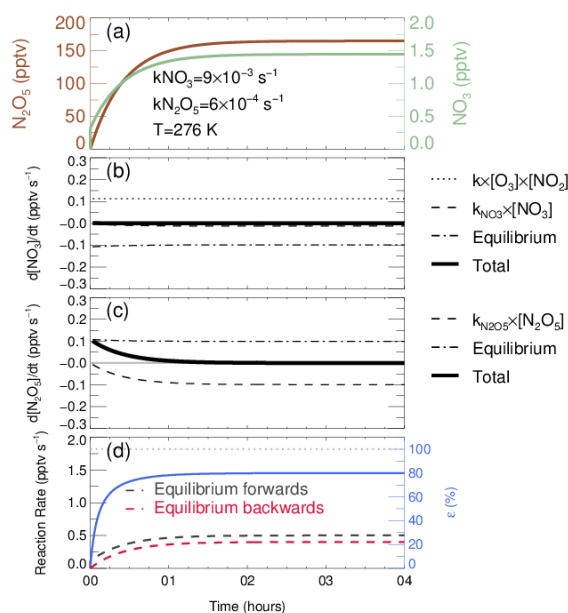 (a)
200
150
100
50
0
N₂O₅ (pptv)
kNO₃=9×10⁻³ s⁻¹
kN₂O₅=6×10⁻⁴ s⁻¹
T=276 K
2.0
1.5
1.0
0.5
0.0
NO₃ (pptv)
(b)
0.3
0.2
0.1
-0.0
-0.1
-0.2
-0.3
d[NO₃]/dt (pptv s⁻¹)
k×[O₃]×[NO₂]
k_NO3×[NO₃]
Equilibrium
Total
(c)
0.3
0.2
0.1
-0.0
-0.1
-0.2
-0.3
d[N₂O₅]/dt (pptv s⁻¹)
k_N2O5×[N₂O₅]
Equilibrium
Total
(d)
2.0
1.5
1.0
0.5
0.0
Reaction Rate (pptv s⁻¹)
Equilibrium forwards
Equilibrium backwards
100
80
60
40
20
0
ε (%)
00 01 02 03 04
Time (hours)